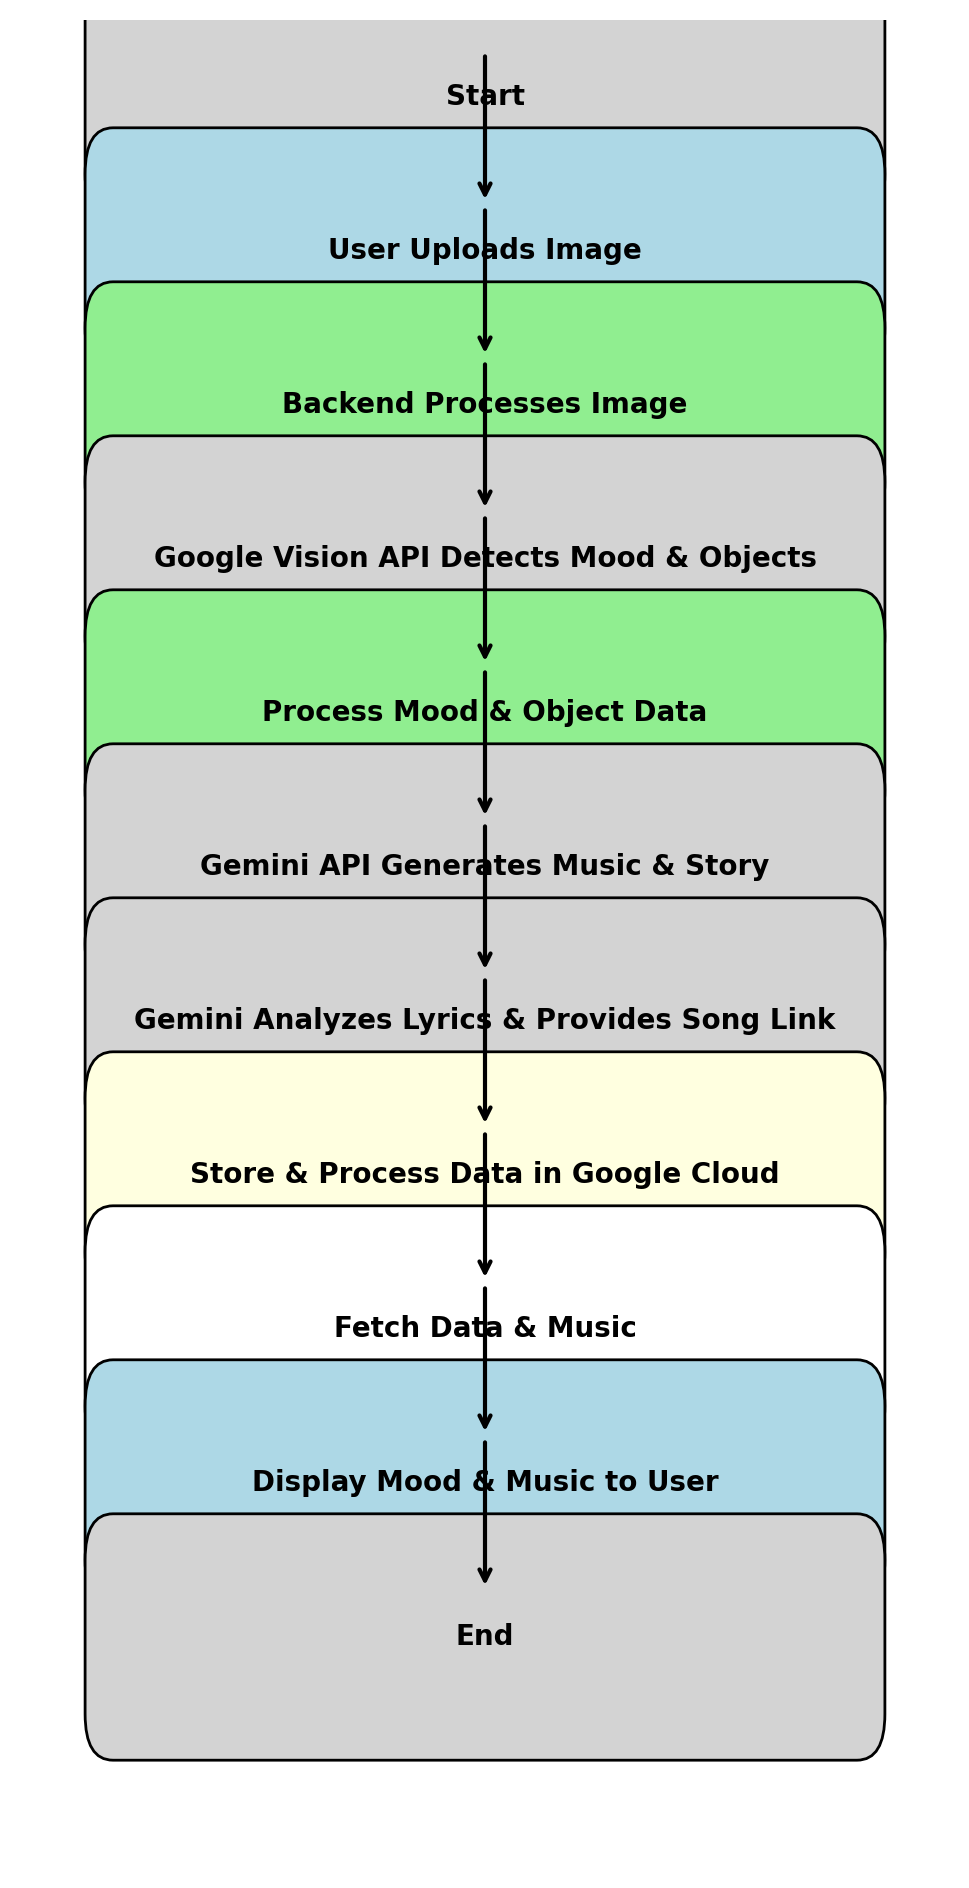 Start
User Uploads Image
Backend Processes Image
Google Vision API Detects Mood & Objects
Process Mood & Object Data
Gemini API Generates Music & Story
Gemini Analyzes Lyrics & Provides Song Link
Store & Process Data in Google Cloud
Fetch Data & Music
Display Mood & Music to User
End